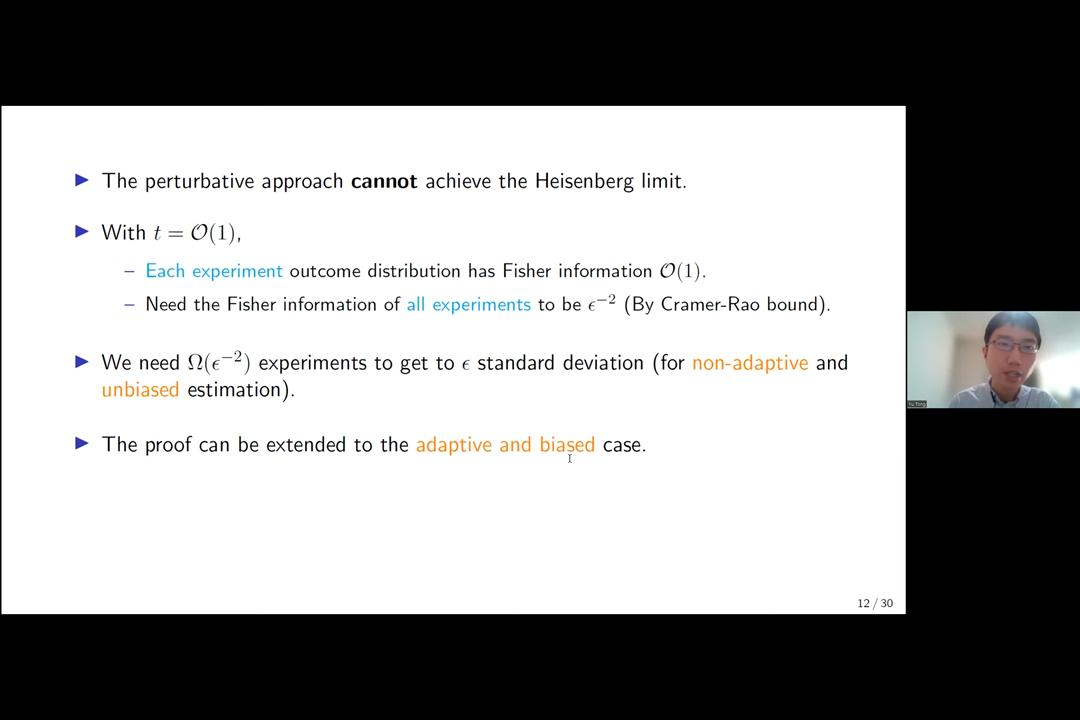 ▶ The perturbative approach cannot achieve the Heisenberg limit.
▶ With t = 𝒪(1),
– Each experiment outcome distribution has Fisher information 𝒪(1).
– Need the Fisher information of all experiments to be ϵ⁻² (By Cramer-Rao bound).
▶ We need Ω(ϵ⁻²) experiments to get to ϵ standard deviation (for non-adaptive and
unbiased estimation).
▶ The proof can be extended to the adaptive and biased case.
12 / 30
Yu Tong